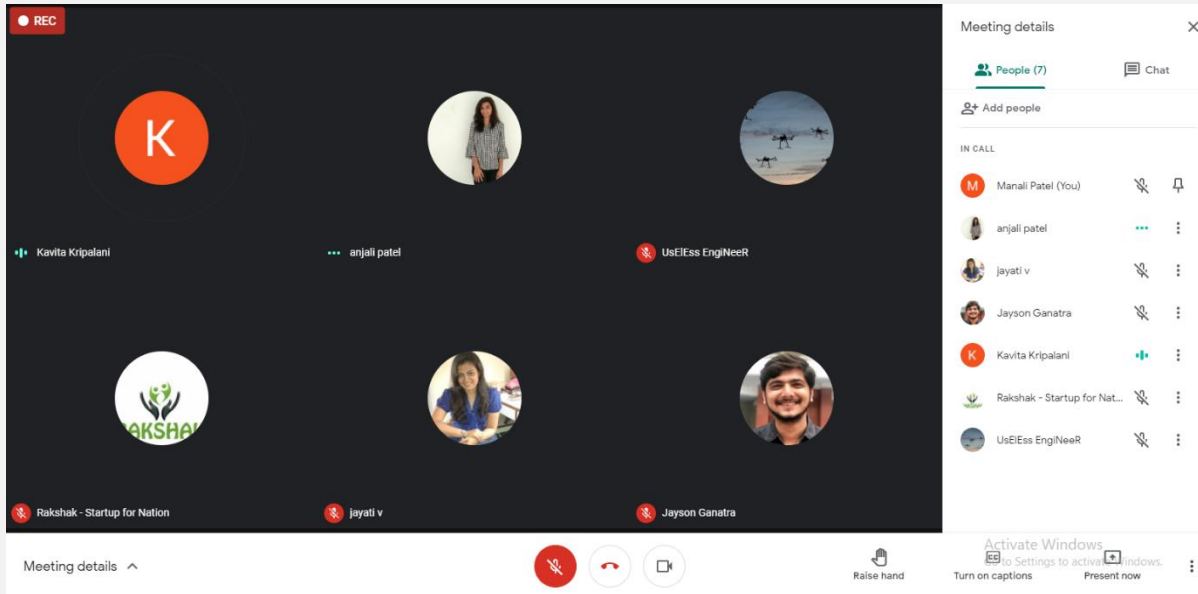 REC
K
Kavita Kripalani
anjali patel
UsElEss EngiNeeR
RAKSHAK
Rakshak - Startup for Nation
jayati v
Jayson Ganatra
Meeting details
People (7)
Chat
Add people
IN CALL
M Manali Patel (You)
anjali patel
jayati v
Jayson Ganatra
K Kavita Kripalani
Rakshak - Startup for Nat...
UsElEss EngiNeeR
Meeting details
Raise hand
Turn on captions
Present now
Activate Windows
Go to Settings to activate Windows.